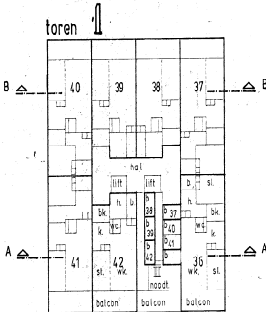 toren 1
B 40 39 38 37 B
hal
lift lift b. sl.
h. b b 38 b 37 h.
bk. b 40 bk.
k. wc b 39 b 41 wc k.
A 41 42 b 42 36 A
sl. wk. wk. sl.
noodt.
balcon balcon balcon